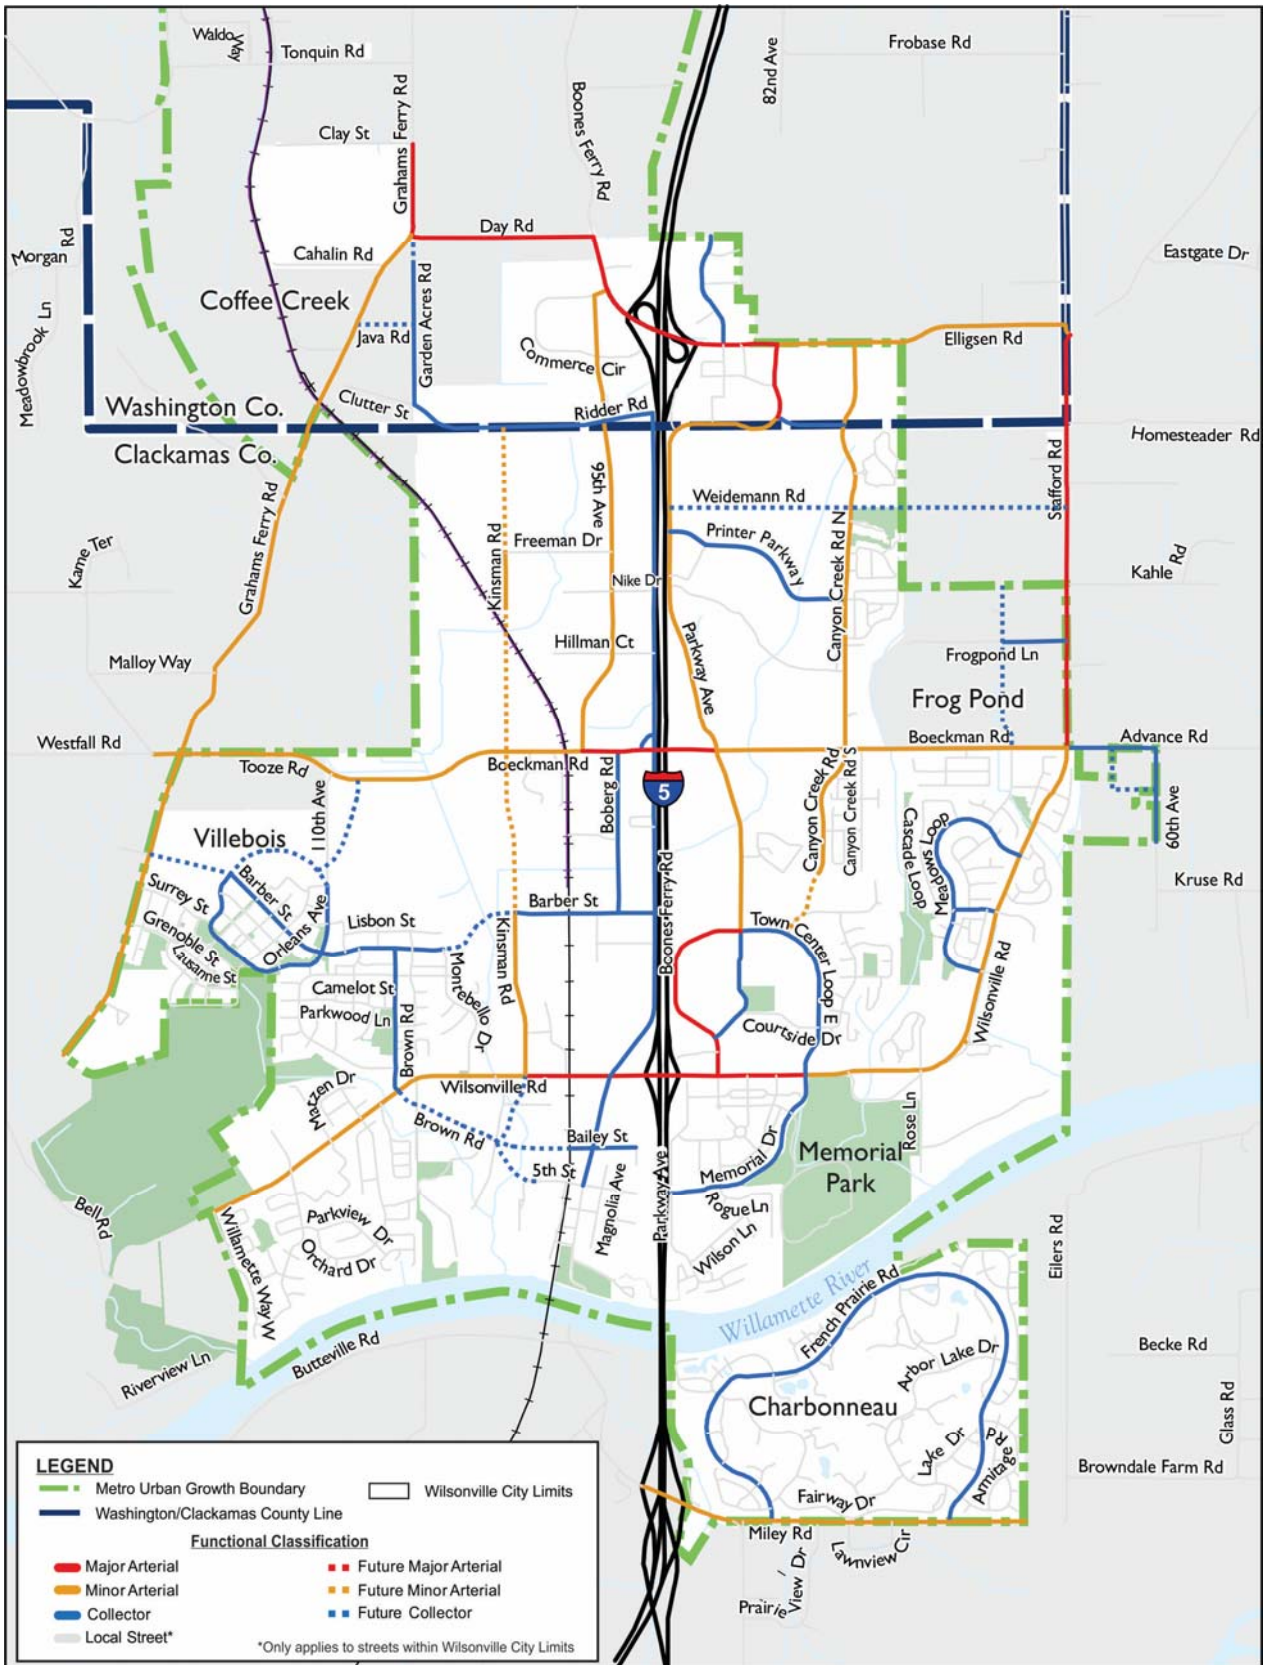 Waldo Way
Tonquin Rd
Grahams Ferry Rd
Boones Ferry Rd
82nd Ave
Frobase Rd
Clay St
Day Rd
Morgan Rd
Cahalin Rd
Eastgate Dr
Coffee Creek
Garden Acres Rd
Java Rd
Meadowbrook Ln
Commerce Cir
Elligsen Rd
Washington Co.
Clutter St
Ridder Rd
Clackamas Co.
Homesteader Rd
Stafford Rd
95th Ave
Weidemann Rd
Grahams Ferry Rd
Kinsman Rd
Freeman Dr
Printer Parkway
Canyon Creek Rd N
Kame Ter
Nike Dr
Kahle Rd
Hillman Ct
Parkway Ave
Frogpond Ln
Malloy Way
Frog Pond
Westfall Rd
Tooze Rd
Boeckman Rd
Boeckman Rd
Advance Rd
5
110th Ave
Boberg Rd
Canyon Creek Rd
Canyon Creek Rd S
Cascade Loop
Meadows Loop
60th Ave
Villebois
Boones Ferry Rd
Surrey St
Barber St
Kruse Rd
Grenoble St
Orleans Ave
Lisbon St
Barber St
Town Center Loop E
Lausanne St
Kinsman Rd
Camelot St
Montebello Dr
Parkwood Ln
Courtside Dr
Wilsonville Rd
Brown Rd
Matzen Dr
Wilsonville Rd
Rose Ln
Brown Rd
Bailey St
Memorial Dr
Memorial
Park
5th St
Parkway Ave
Magnolia Ave
Rogue Ln
Wilson Ln
Bell Rd
Willamette Way W
Parkview Dr
Orchard Dr
Eilers Rd
Willamette River
French Prairie Rd
Riverview Ln
Butteville Rd
Arbor Lake Dr
Becke Rd
Charbonneau
Glass Rd
Lake Dr
Armitage Rd
Browndale Farm Rd
Fairway Dr
Miley Rd
Lawnview Cir
Prairie View Dr
LEGEND
Metro Urban Growth Boundary
Wilsonville City Limits
Washington/Clackamas County Line
Functional Classification
Major Arterial
Future Major Arterial
Minor Arterial
Future Minor Arterial
Collector
Future Collector
Local Street*
*Only applies to streets within Wilsonville City Limits